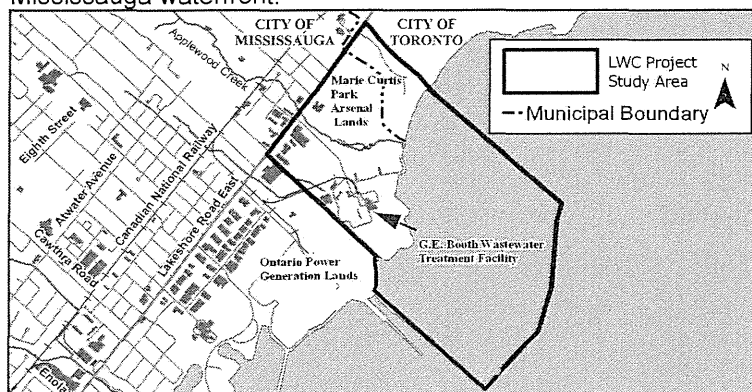 Mississauga waterfront.
CITY OF
MISSISSAUGA
CITY OF
TORONTO
Applewood Creek
Marie Curtis
Park
Arsenal
Lands
LWC Project
Study Area
N
Municipal Boundary
Eighth Street
Atwater Avenue
Canadian National Railway
Cawthra Road
Lakeshore Road East
G.E. Booth Wastewater
Treatment Facility
Ontario Power
Generation Lands
Enola